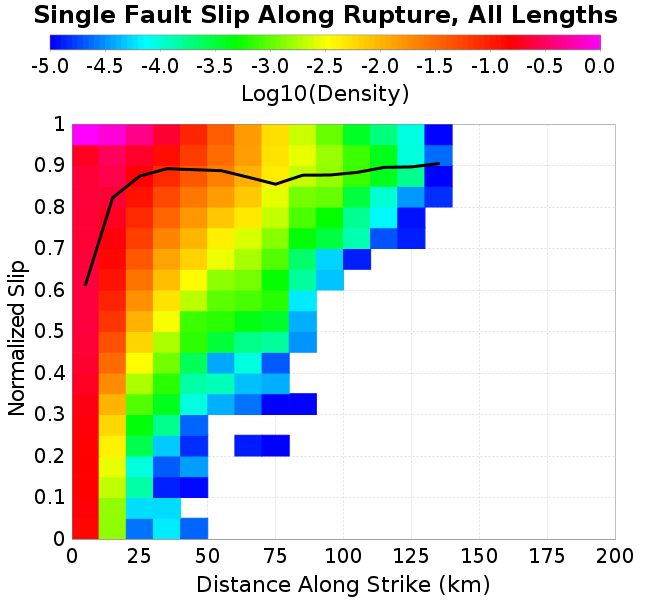 Single Fault Slip Along Rupture, All Lengths
-5.0 -4.5 -4.0 -3.5 -3.0 -2.5 -2.0 -1.5 -1.0 -0.5 0.0
Log10(Density)
1
0.9
0.8
0.7
0.6
0.5
0.4
0.3
0.2
0.1
0
Normalized Slip
0 25 50 75 100 125 150 175 200
Distance Along Strike (km)